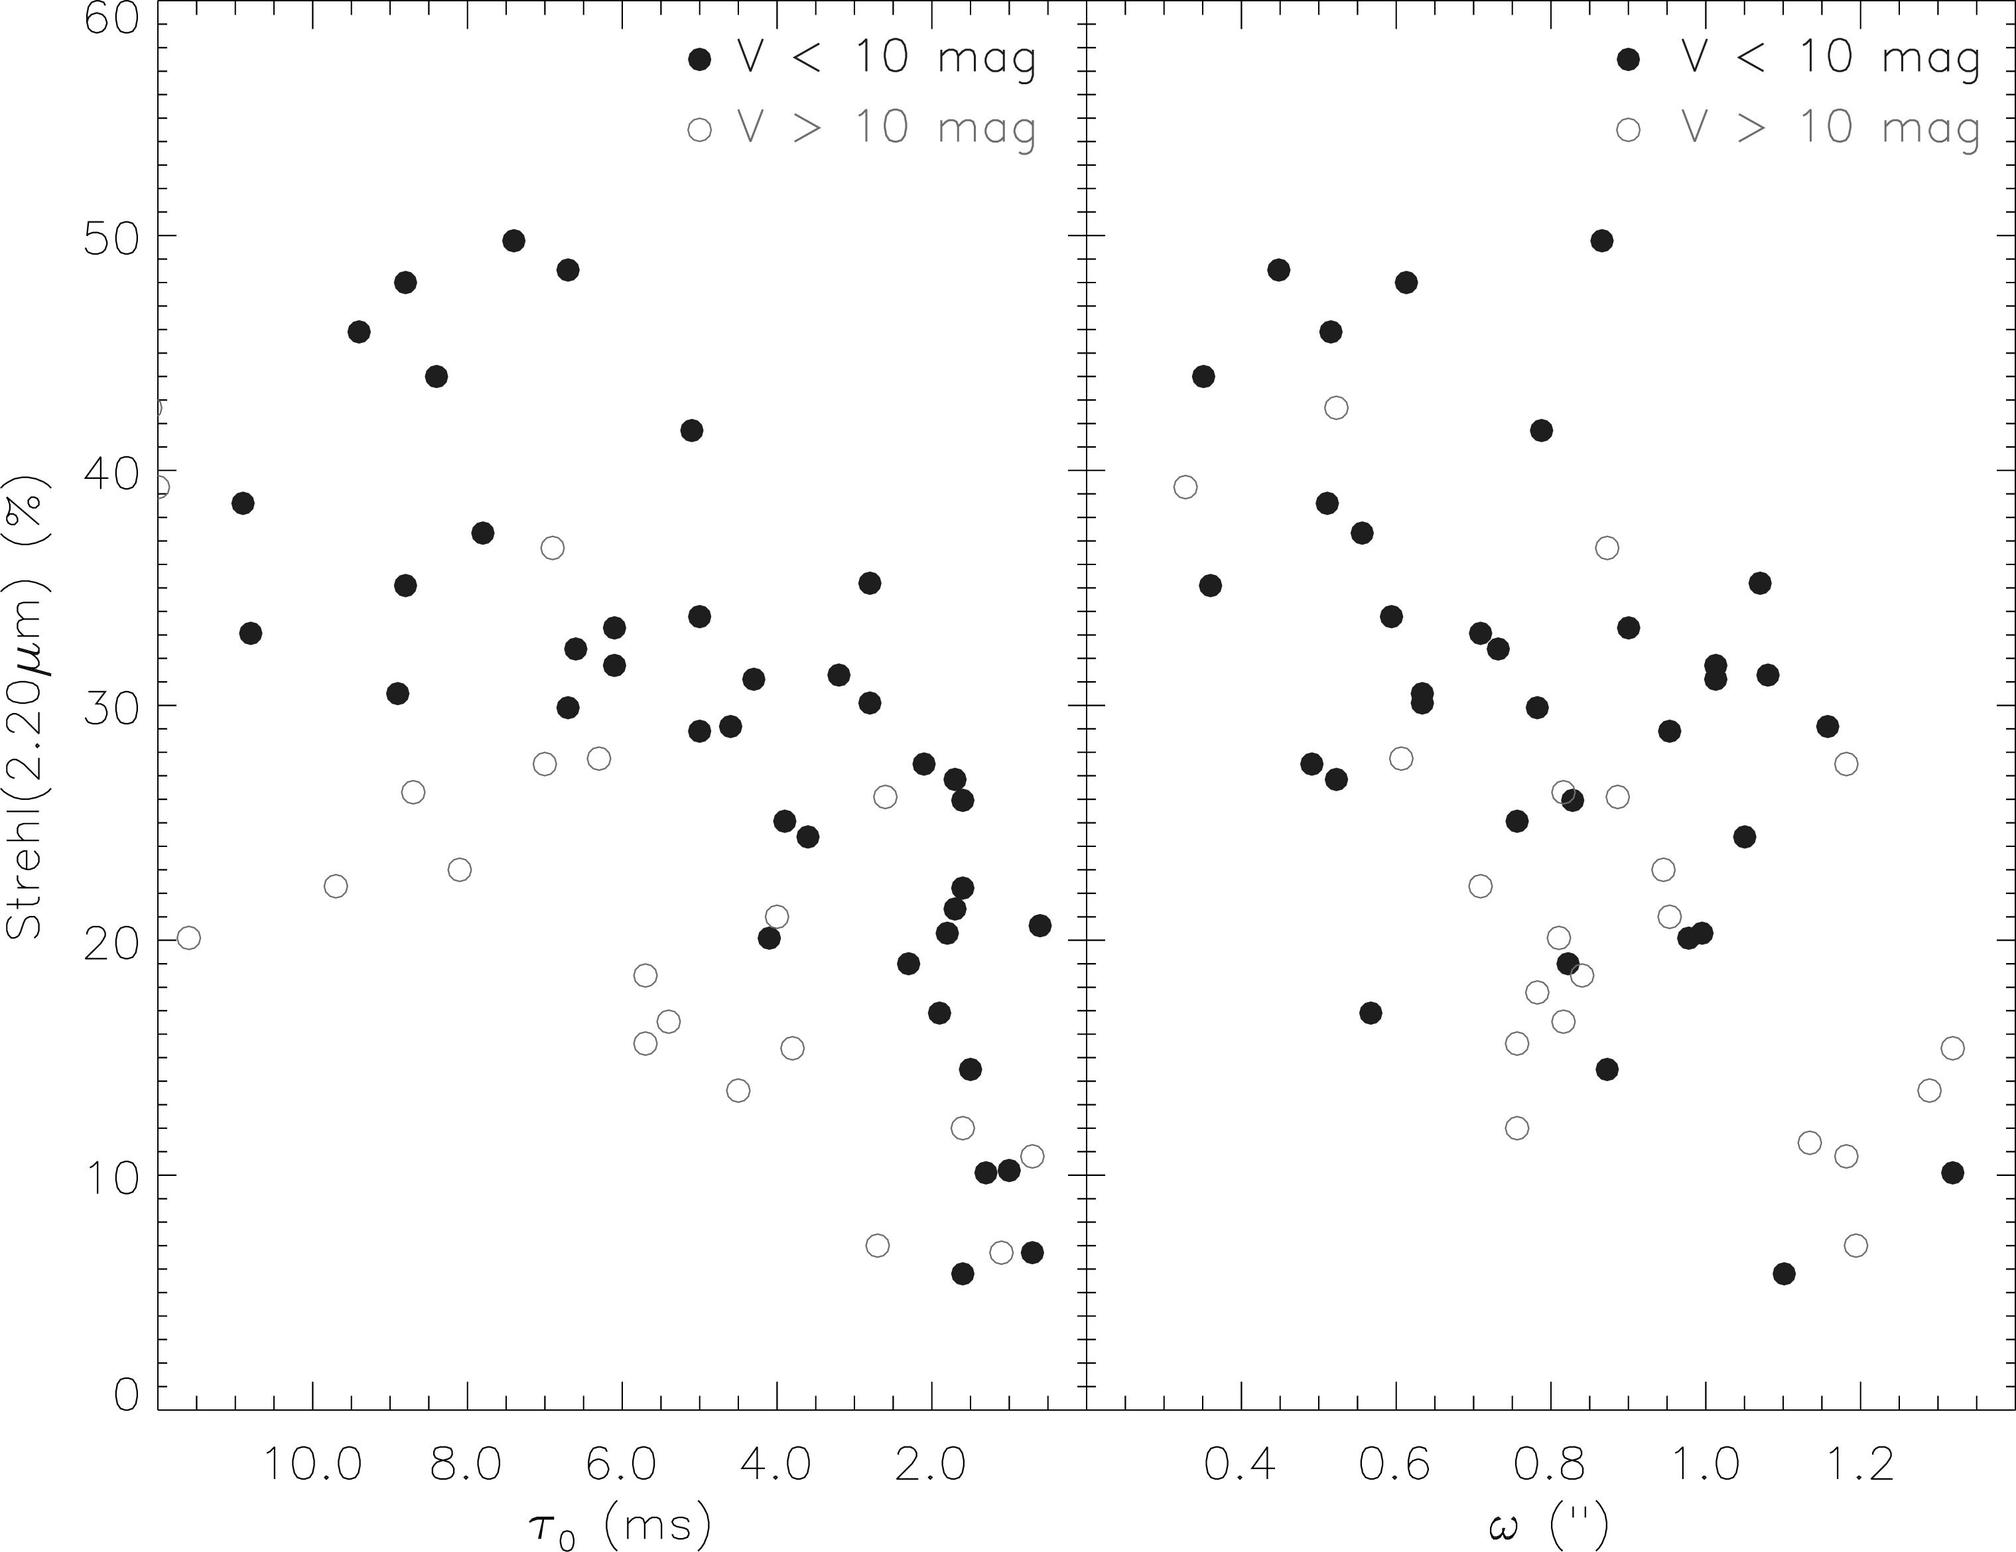 V < 10 mag
V > 10 mag
V < 10 mag
V > 10 mag
Strehl(2.20μm) (%)
60
50
40
30
20
10
0
10.0 8.0 6.0 4.0 2.0
0.4 0.6 0.8 1.0 1.2
τ₀ (ms)
ω (")